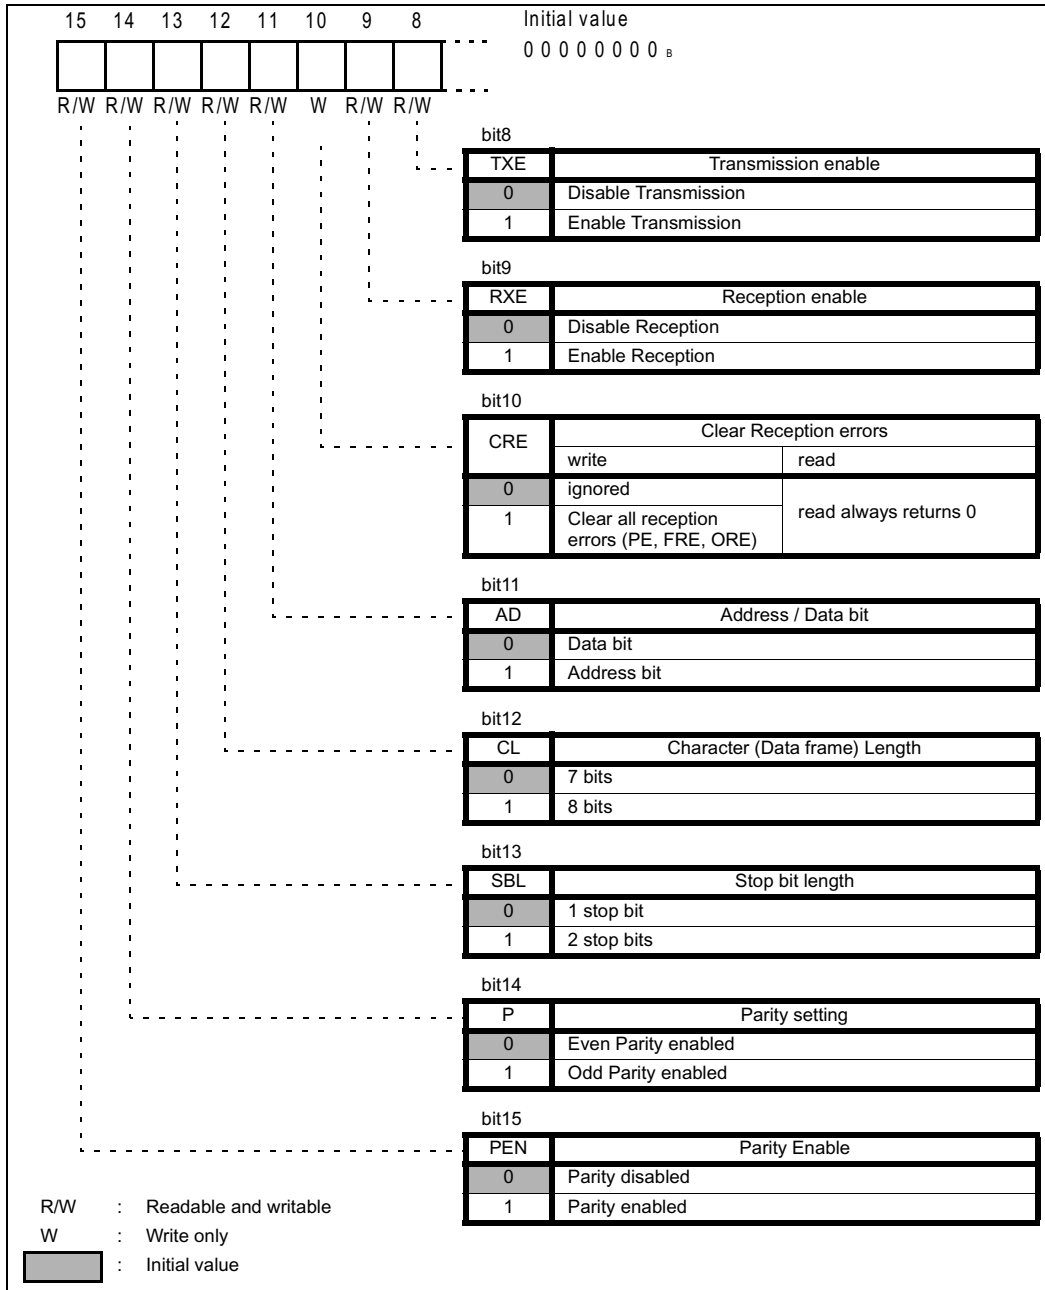 15 14 13 12 11 10 9 8 Initial value
0 0 0 0 0 0 0 0 B
R/W R/W R/W R/W R/W W R/W R/W
bit8
TXE Transmission enable
0 Disable Transmission
1 Enable Transmission
bit9
RXE Reception enable
0 Disable Reception
1 Enable Reception
bit10
CRE Clear Reception errors
write read
0 ignored
read always returns 0
1 Clear all reception
errors (PE, FRE, ORE)
bit11
AD Address / Data bit
0 Data bit
1 Address bit
bit12
CL Character (Data frame) Length
0 7 bits
1 8 bits
bit13
SBL Stop bit length
0 1 stop bit
1 2 stop bits
bit14
P Parity setting
0 Even Parity enabled
1 Odd Parity enabled
bit15
PEN Parity Enable
0 Parity disabled
1 Parity enabled
R/W : Readable and writable
W : Write only
: Initial value